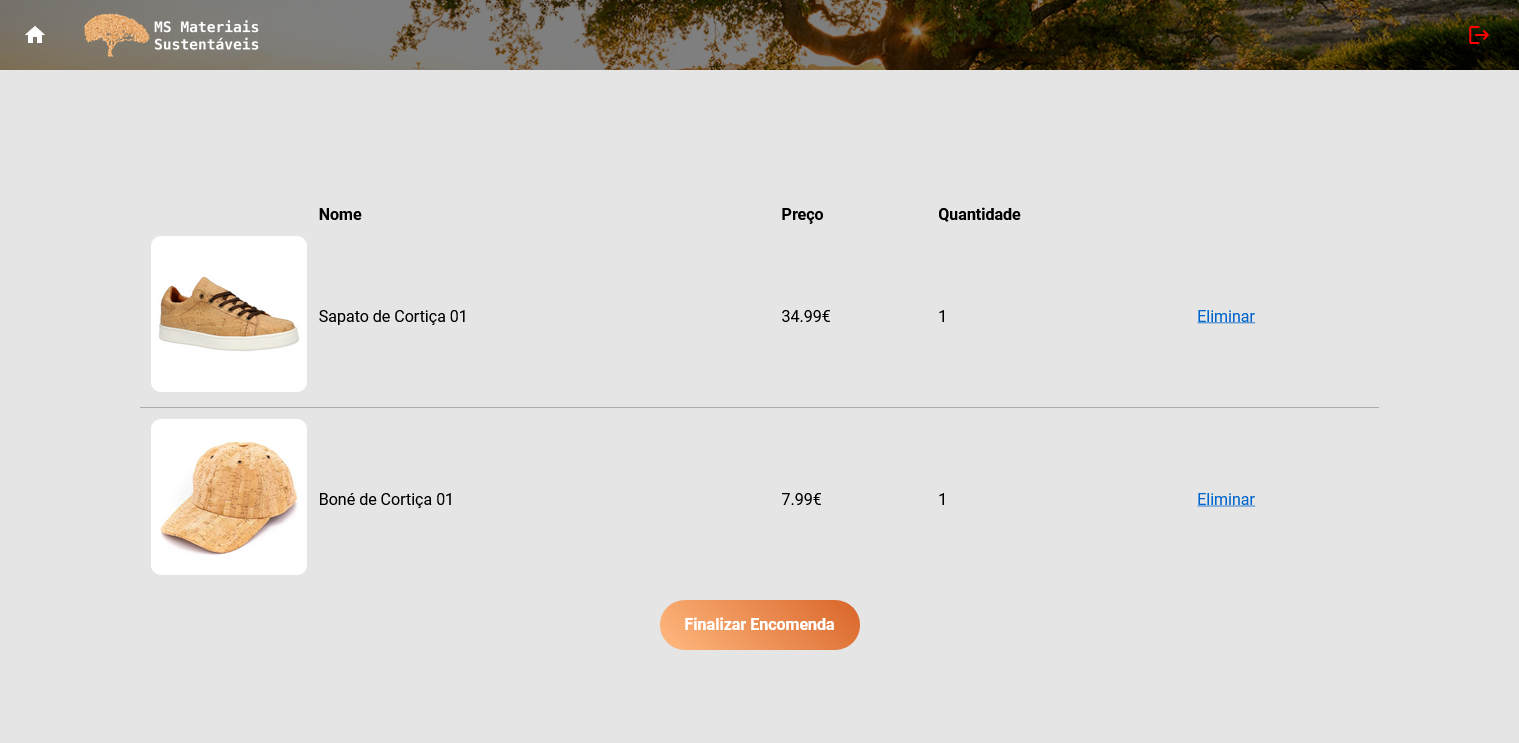 MS Materiais
Sustentáveis
Nome Preço Quantidade
Sapato de Cortiça 01 34.99€ 1 Eliminar
Boné de Cortiça 01 7.99€ 1 Eliminar
Finalizar Encomenda